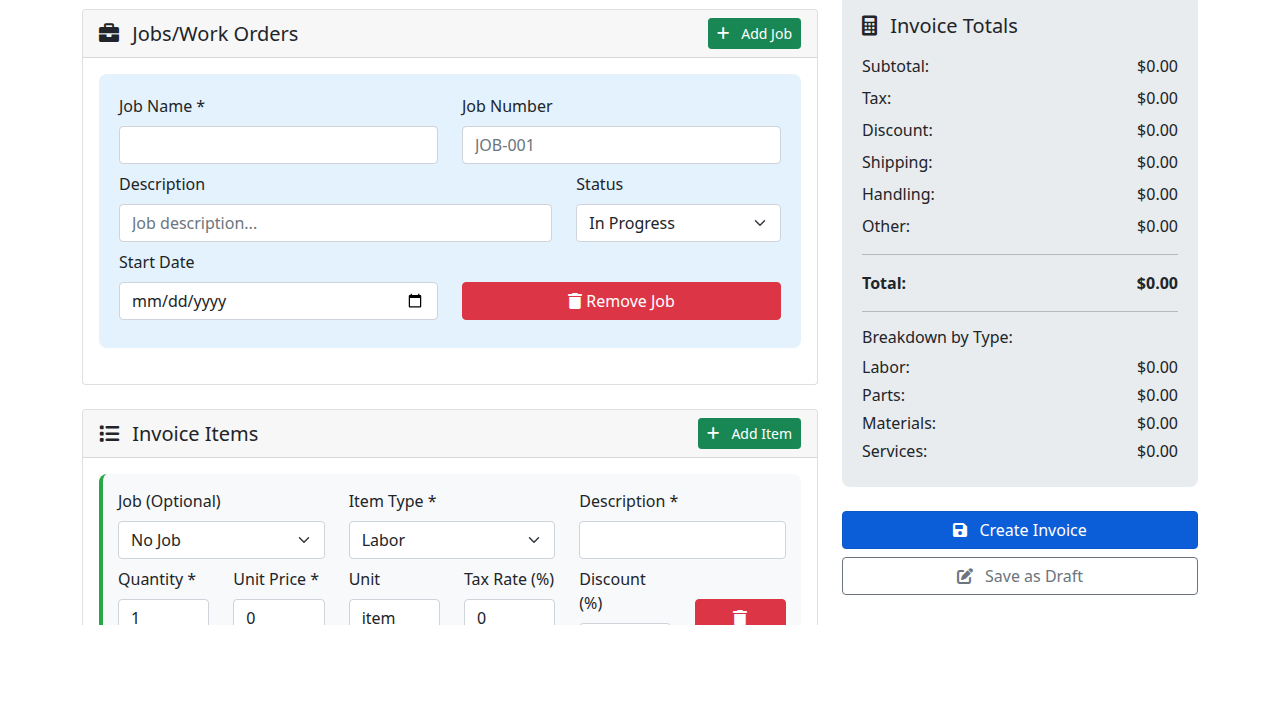 Jobs/Work Orders
Add Job
Job Name *
Job Number
JOB-001
Description
Status
Job description...
In Progress
Start Date
mm/dd/yyyy
Remove Job
Invoice Items
Add Item
Job (Optional)
Item Type *
Description *
No Job
Labor
Quantity *
Unit Price *
Unit
Tax Rate (%)
Discount
(%)
1
0
item
0
Invoice Totals
Subtotal: $0.00
Tax: $0.00
Discount: $0.00
Shipping: $0.00
Handling: $0.00
Other: $0.00
Total: $0.00
Breakdown by Type:
Labor: $0.00
Parts: $0.00
Materials: $0.00
Services: $0.00
Create Invoice
Save as Draft